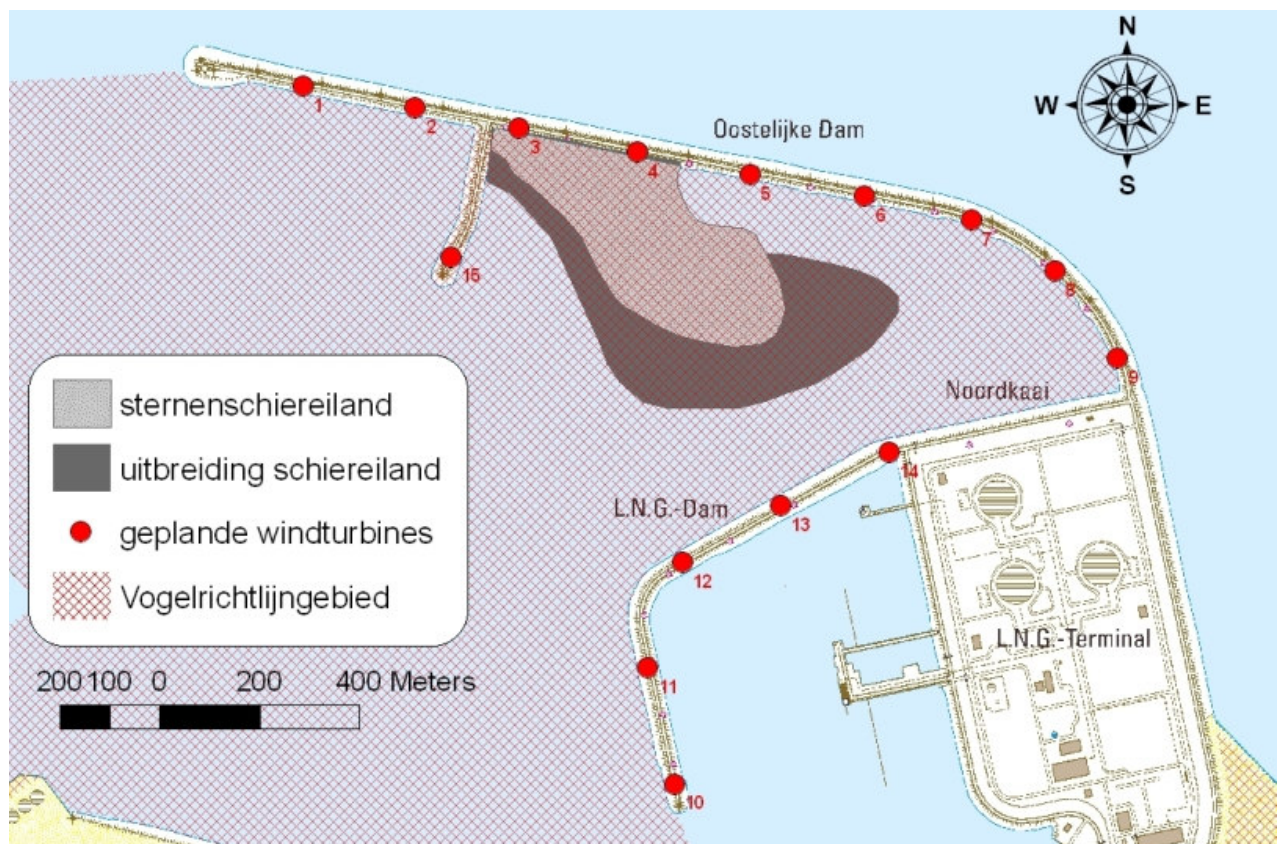 N
W E
S
Oostelijke Dam
1
2
3
4
5
6
7
8
15
9
Noordkaai
sternenschiereiland
uitbreiding schiereiland
geplande windturbines
Vogelrichtlijngebied
14
L.N.G.-Dam
13
12
L.N.G.-Terminal
11
200 100 0 200 400 Meters
10